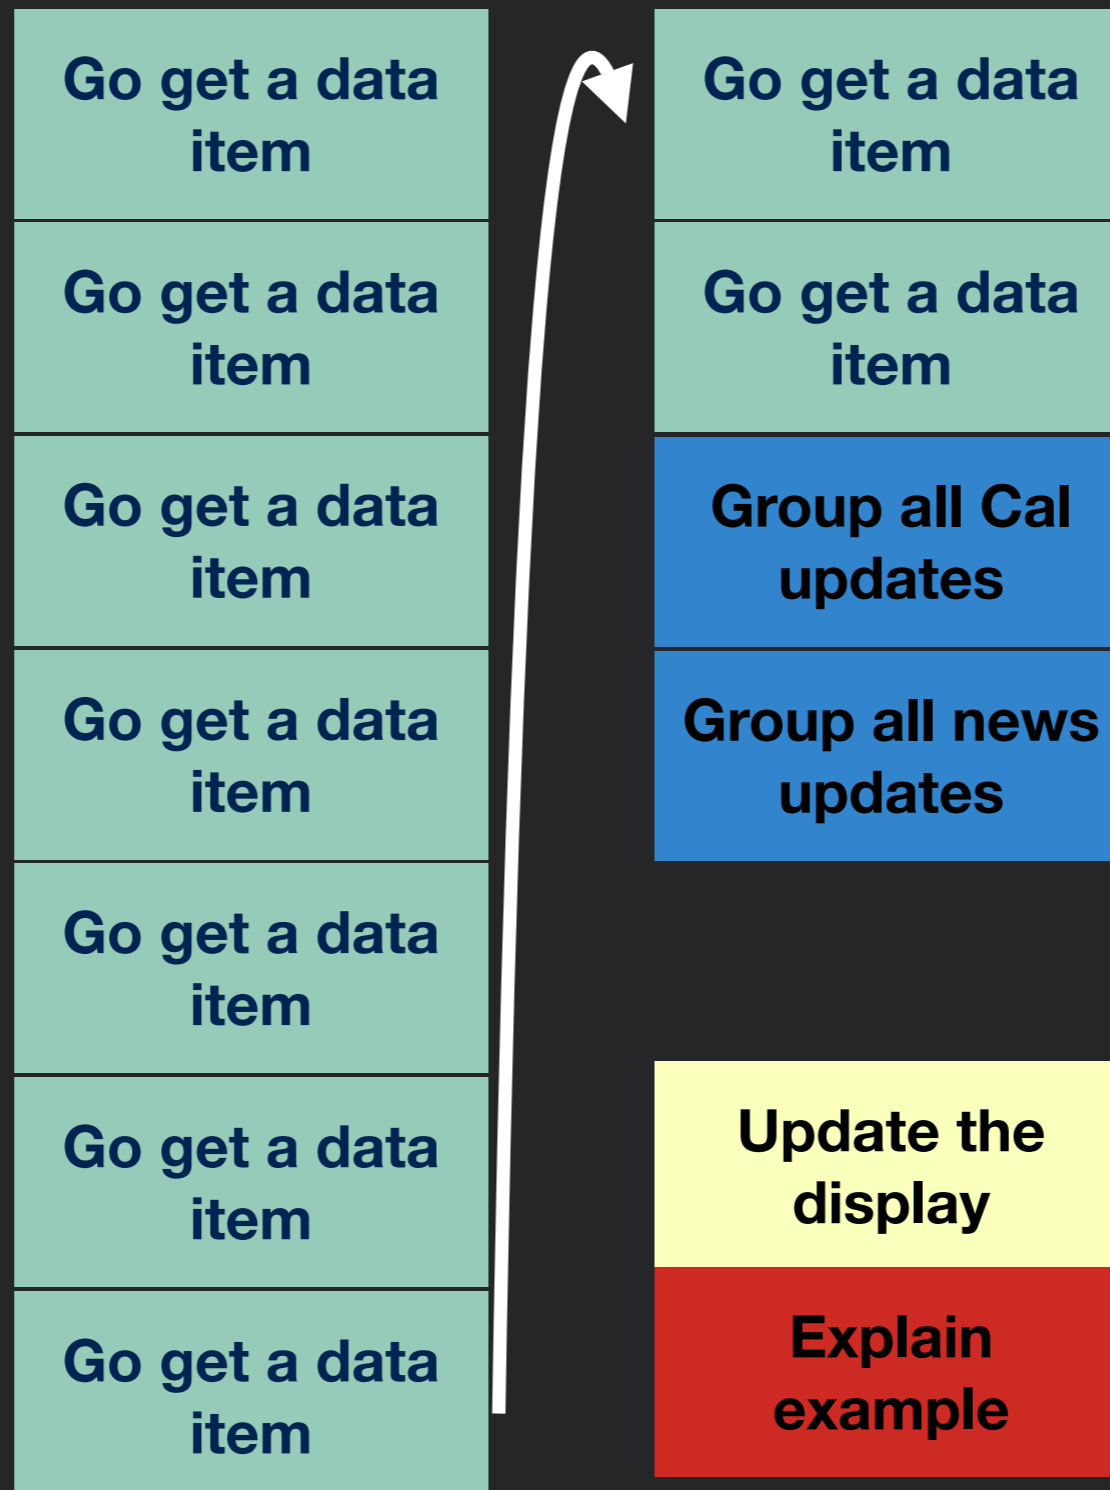 Go get a data
item
Go get a data
item
Go get a data
item
Go get a data
item
Go get a data
item
Go get a data
item
Go get a data
item
Go get a data
item
Go get a data
item
Group all Cal
updates
Group all news
updates
Update the
display
Explain
example